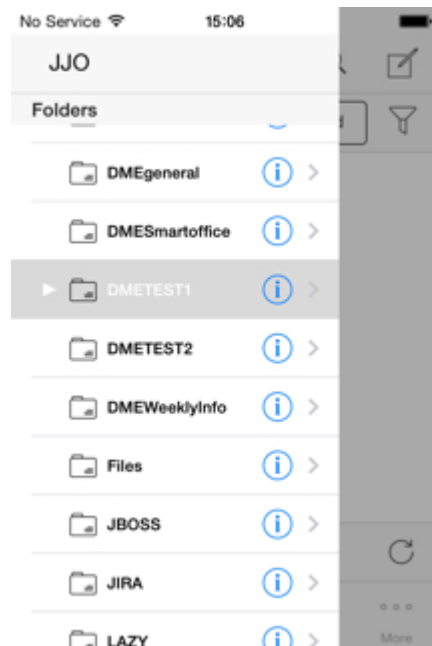 No Service 15:06
JJO
Folders
DMEgeneral
DMESmartoffice
DMETEST1
DMETEST2
DMEWeeklyInfo
Files
JBOSS
JIRA
LAZY
More